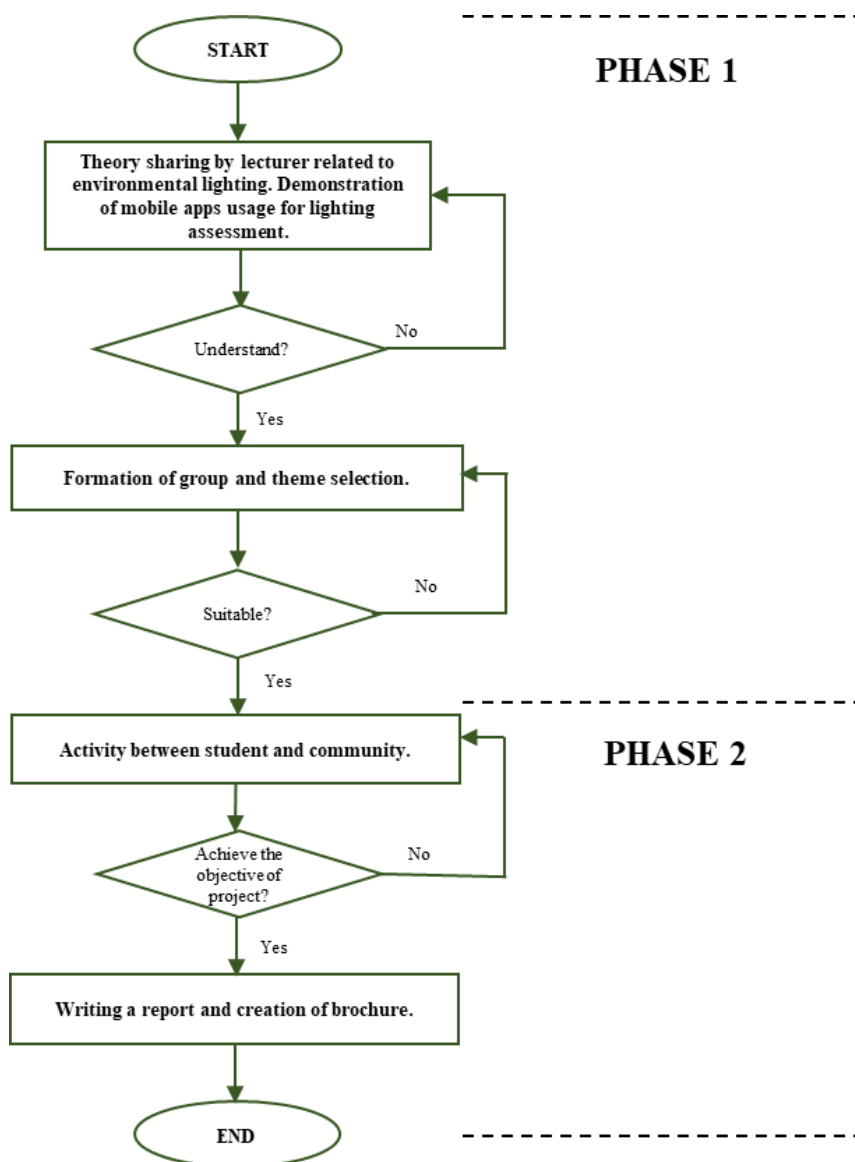 START
PHASE 1
Theory sharing by lecturer related to
environmental lighting. Demonstration
of mobile apps usage for lighting
assessment.
No
Understand?
Yes
Formation of group and theme selection.
No
Suitable?
Yes
Activity between student and community.
PHASE 2
Achieve the
objective of
project?
No
Yes
Writing a report and creation of brochure.
END